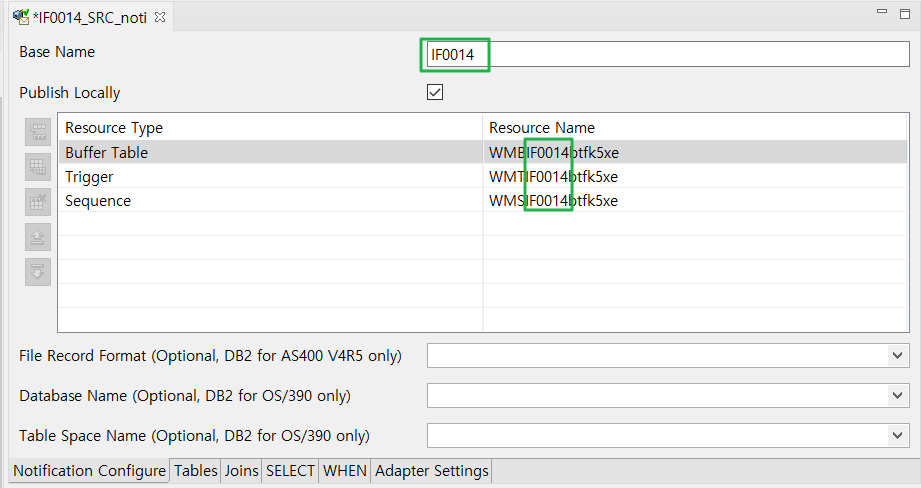 *IF0014_SRC_noti
Base Name IF0014
Publish Locally
Resource Type Resource Name
Buffer Table WMBIF0014btfk5xe
Trigger WMTIF0014btfk5xe
Sequence WMSIF0014btfk5xe
File Record Format (Optional, DB2 for AS400 V4R5 only)
Database Name (Optional, DB2 for OS/390 only)
Table Space Name (Optional, DB2 for OS/390 only)
Notification Configure Tables Joins SELECT WHEN Adapter Settings